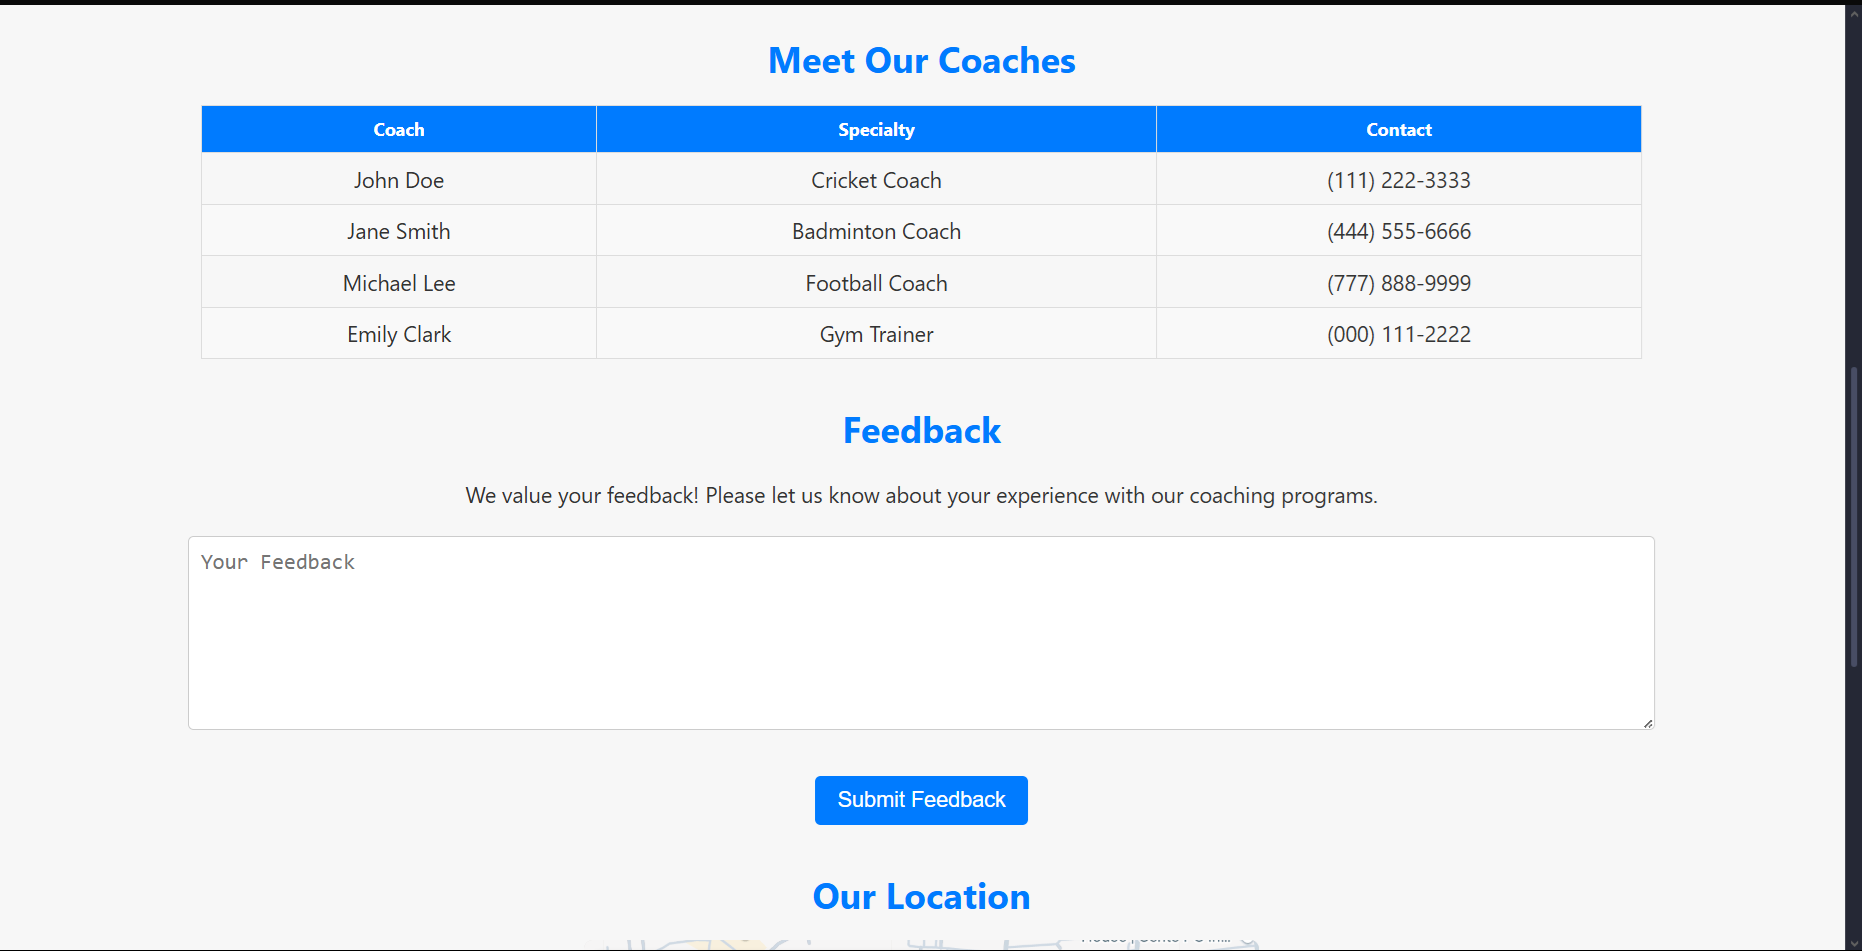 Meet Our Coaches
Coach Specialty Contact
John Doe Cricket Coach (111) 222-3333
Jane Smith Badminton Coach (444) 555-6666
Michael Lee Football Coach (777) 888-9999
Emily Clark Gym Trainer (000) 111-2222
Feedback
We value your feedback! Please let us know about your experience with our coaching programs.
Your Feedback
Submit Feedback
Our Location